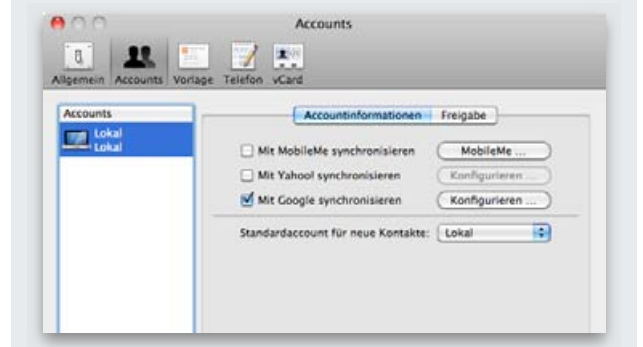 Accounts
Allgemein Accounts Vorlage Telefon vCard
Accounts
Accountinformationen Freigabe
Lokal
Lokal
Mit MobileMe synchronisieren MobileMe ...
Mit Yahoo! synchronisieren Konfigurieren ...
Mit Google synchronisieren Konfigurieren ...
Standardaccount für neue Kontakte: Lokal